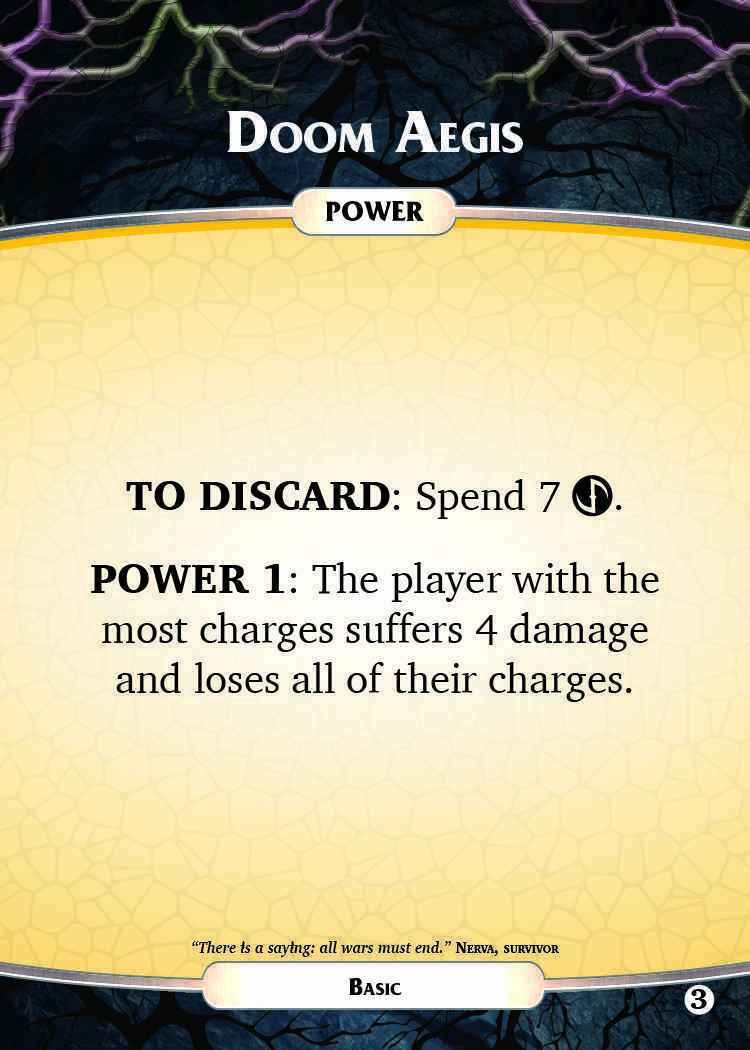 Doom Aegis
POWER
TO DISCARD: Spend 7 .
POWER 1: The player with the
most charges suffers 4 damage
and loses all of their charges.
“There is a saying: all wars must end.” Nerva, survivor
Basic
3